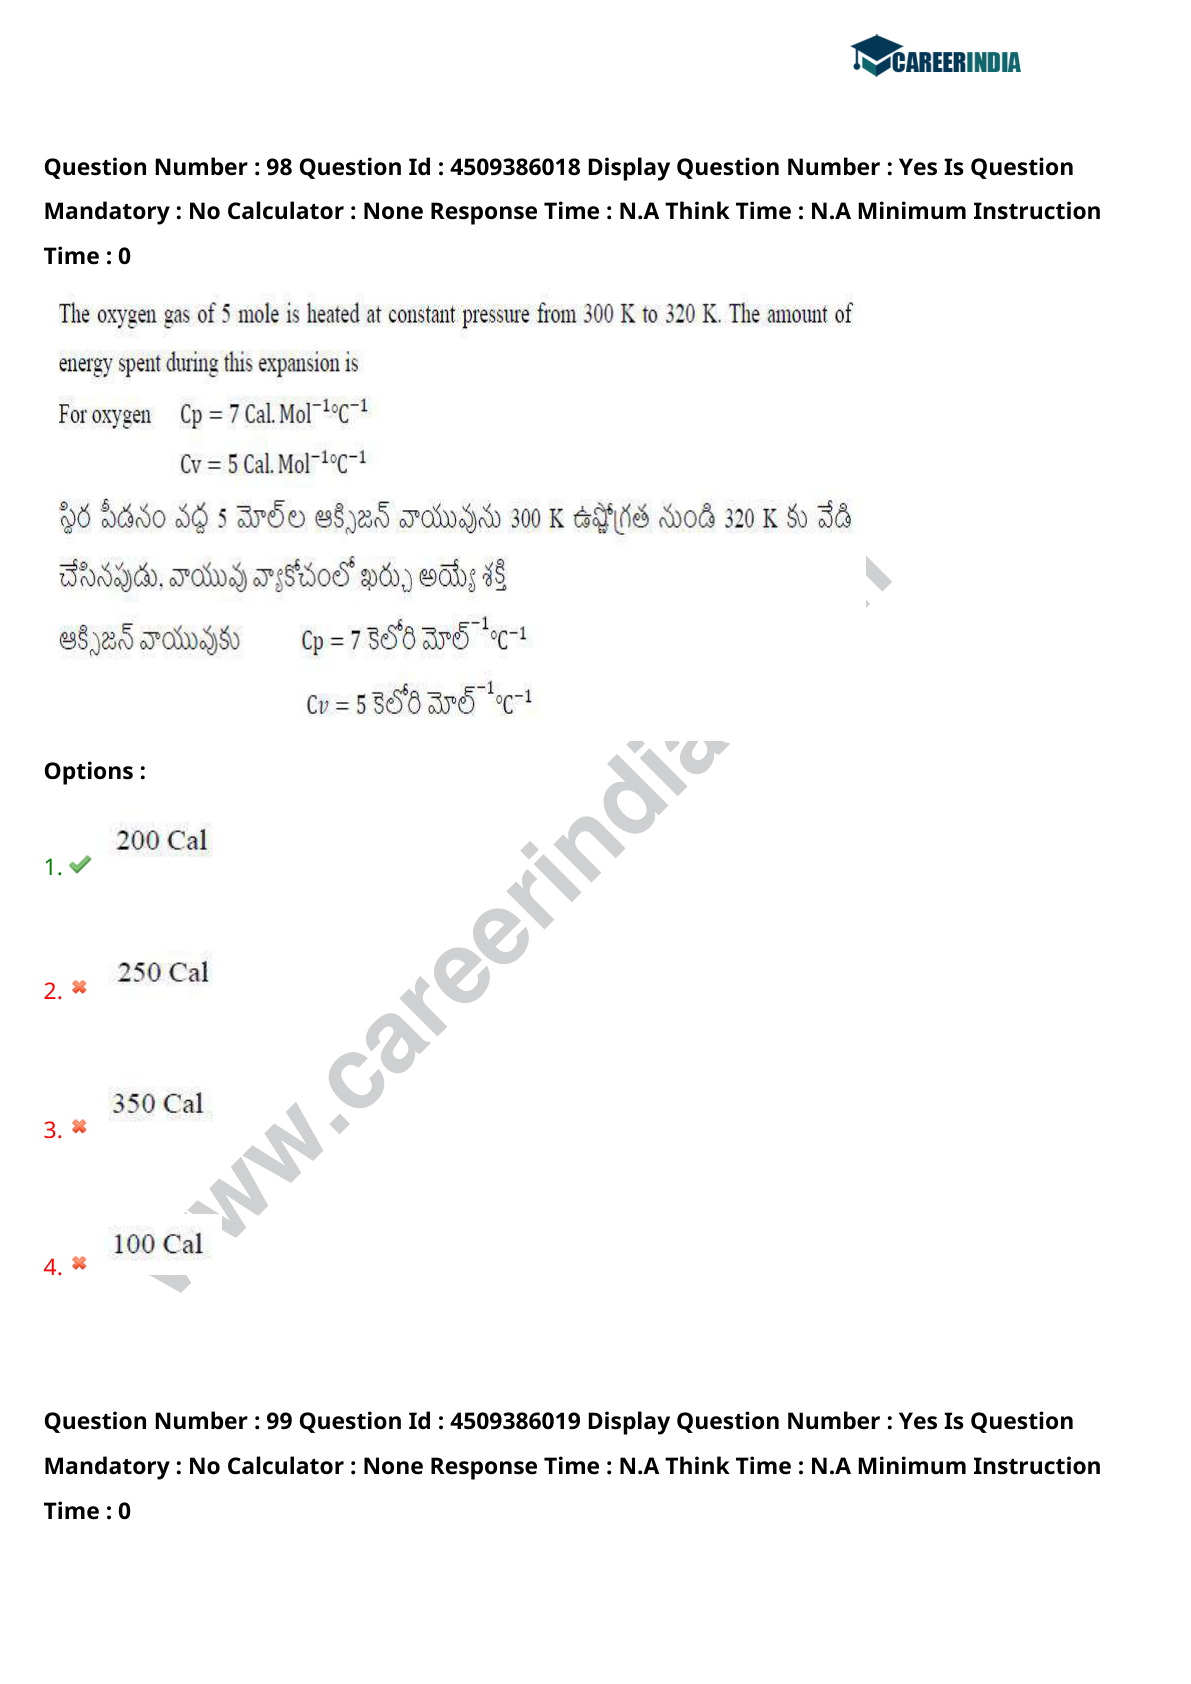 CAREERINDIA
Question Number : 98 Question Id : 4509386018 Display Question Number : Yes Is Question
Mandatory : No Calculator : None Response Time : N.A Think Time : N.A Minimum Instruction
Time : 0
The oxygen gas of 5 mole is heated at constant pressure from 300 K to 320 K. The amount of
energy spent during this expansion is
For oxygen Cp = 7 Cal. Mol⁻¹°C⁻¹
Cv = 5 Cal. Mol⁻¹°C⁻¹
స్థిర పీడనం వద్ద 5 మోల్‌ల ఆక్సిజన్ వాయువును 300 K ఉష్ణోగ్రత నుండి 320 K కు వేడి
చేసినపుడు, వాయువు వ్యాకోచంలో ఖర్చు అయ్యే శక్తి
ఆక్సిజన్ వాయువుకు Cp = 7 కెలోరి మోల్⁻¹°C⁻¹
Cv = 5 కెలోరి మోల్⁻¹°C⁻¹
Options :
1. 200 Cal
2. 250 Cal
3. 350 Cal
4. 100 Cal
www.careerindia
Question Number : 99 Question Id : 4509386019 Display Question Number : Yes Is Question
Mandatory : No Calculator : None Response Time : N.A Think Time : N.A Minimum Instruction
Time : 0